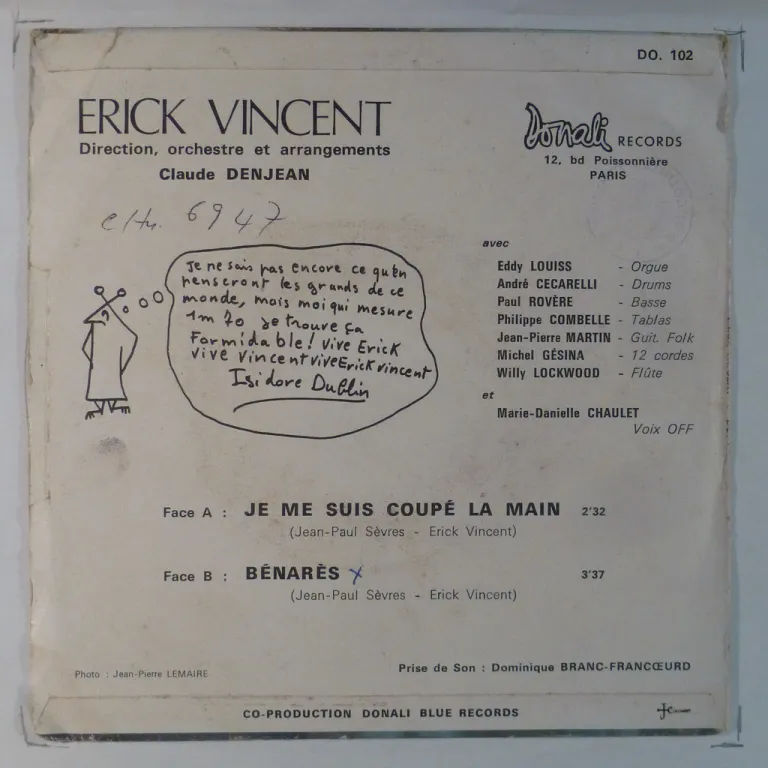 DO. 102
ERICK VINCENT
Direction, orchestre et arrangements
Claude DENJEAN
Donali RECORDS
12, bd Poissonnière
PARIS
6947
Je ne sais pas encore ce qu'en
penseront les grands de ce
monde, mais moi qui mesure
1m 70 je trouve ça
Formidable! Vive Erick
vive Vincent vive Erick vincent
Isidore Dublin
avec
Eddy LOUISS - Orgue
André CECARELLI - Drums
Paul ROVÈRE - Basse
Philippe COMBELLE - Tablas
Jean-Pierre MARTIN - Guit. Folk
Michel GÉSINA - 12 cordes
Willy LOCKWOOD - Flûte
et
Marie-Danielle CHAULET
Voix OFF
Face A : JE ME SUIS COUPÉ LA MAIN 2'32
(Jean-Paul Sèvres - Erick Vincent)
Face B : BÉNARÈS x 3'37
(Jean-Paul Sèvres - Erick Vincent)
Photo : Jean-Pierre LEMAIRE
Prise de Son : Dominique BRANC-FRANCŒURD
CO-PRODUCTION DONALI BLUE RECORDS